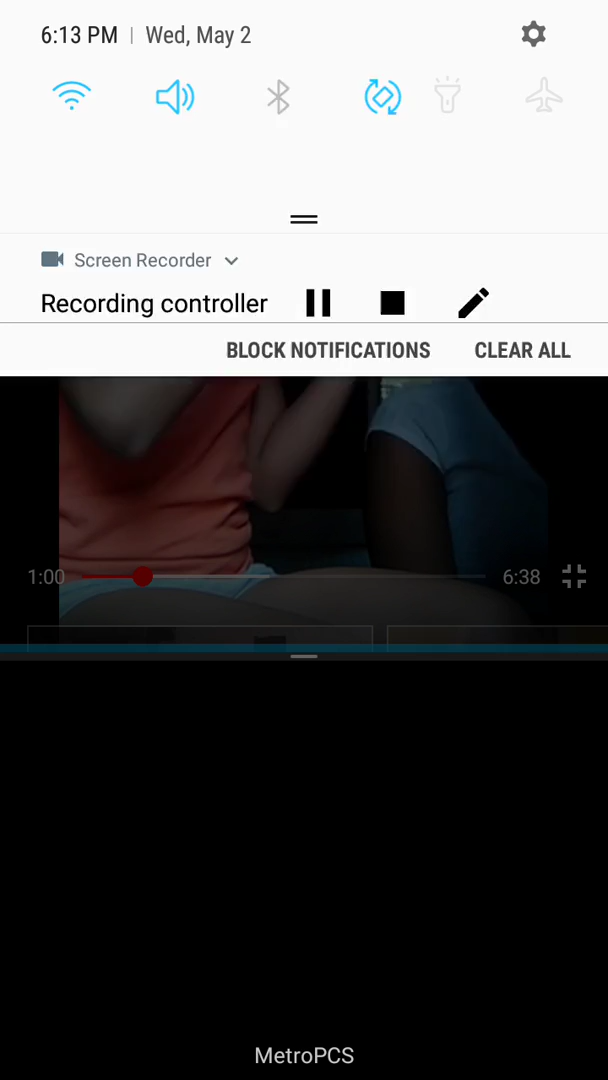 6:13 PM | Wed, May 2
Screen Recorder
Recording controller
BLOCK NOTIFICATIONS CLEAR ALL
1:00 6:38
MetroPCS